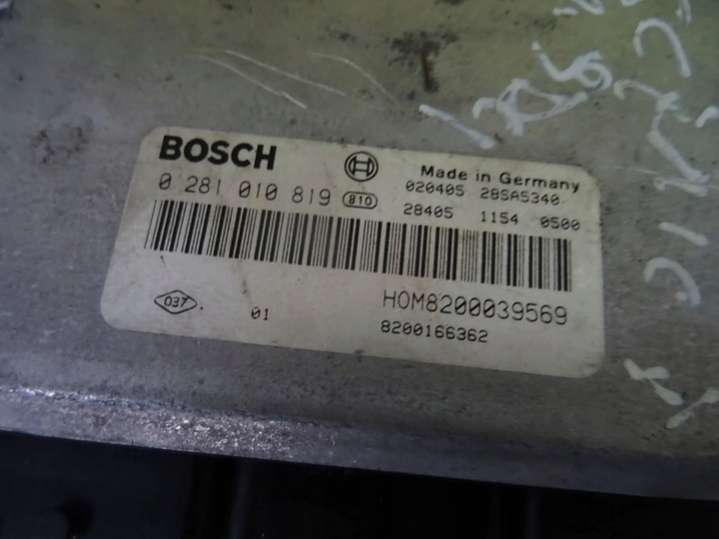 BOSCH
Made in Germany
0 281 010 819 810
020405 28SA5340
28405 1154 0500
HOM8200039569
037 01
8200166362